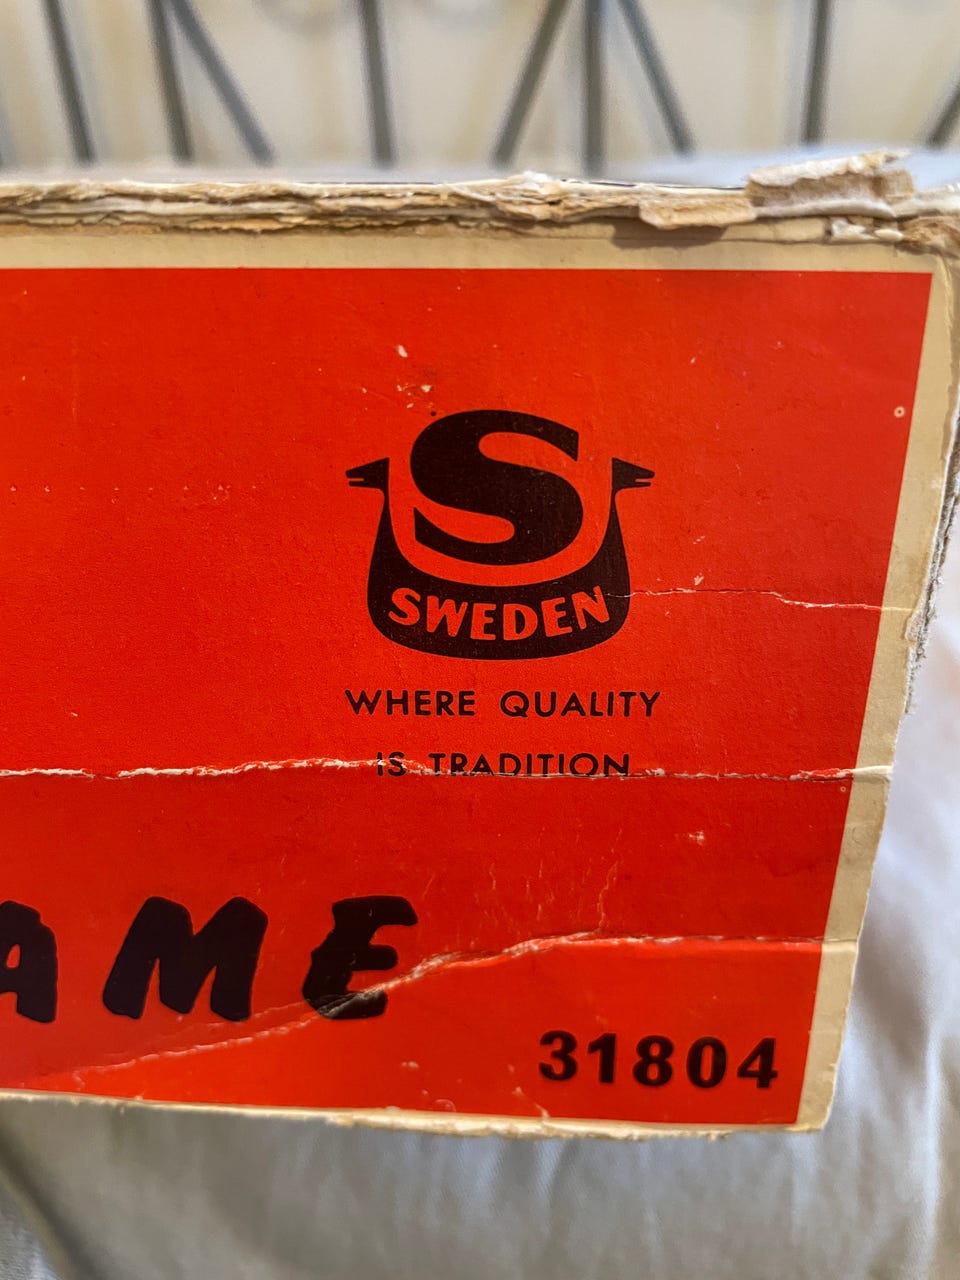 S
SWEDEN
WHERE QUALITY
IS TRADITION
AME
31804